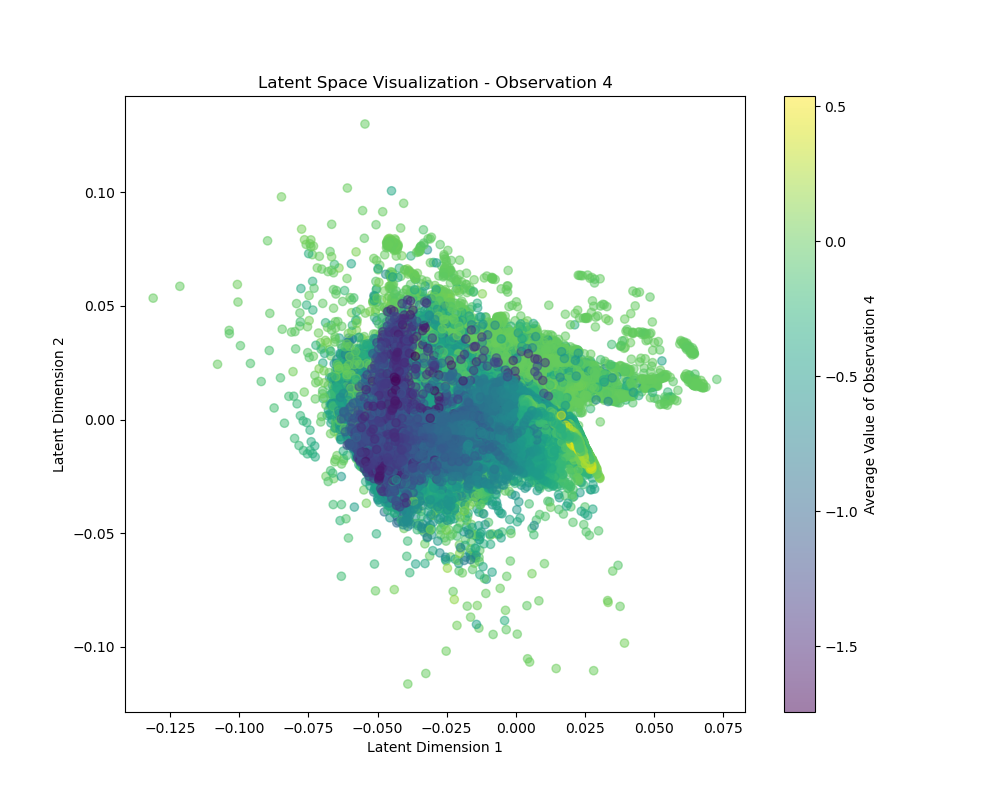 Latent Space Visualization - Observation 4
0.10
0.05
0.00
−0.05
−0.10
Latent Dimension 2
−0.125 −0.100 −0.075 −0.050 −0.025 0.000 0.025 0.050 0.075
Latent Dimension 1
0.5
0.0
−0.5
−1.0
−1.5
Average Value of Observation 4